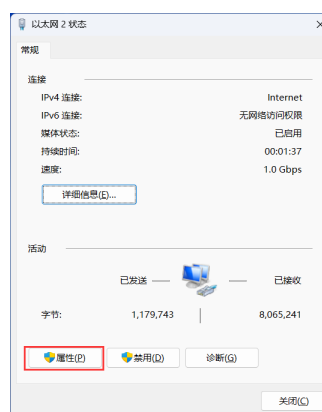 以太网 2 状态
常规
连接
IPv4 连接: Internet
IPv6 连接: 无网络访问权限
媒体状态: 已启用
持续时间: 00:01:37
速度: 1.0 Gbps
详细信息(E)...
活动
已发送 — — 已接收
字节: 1,179,743 8,065,241
属性(P) 禁用(D) 诊断(G)
关闭(C)